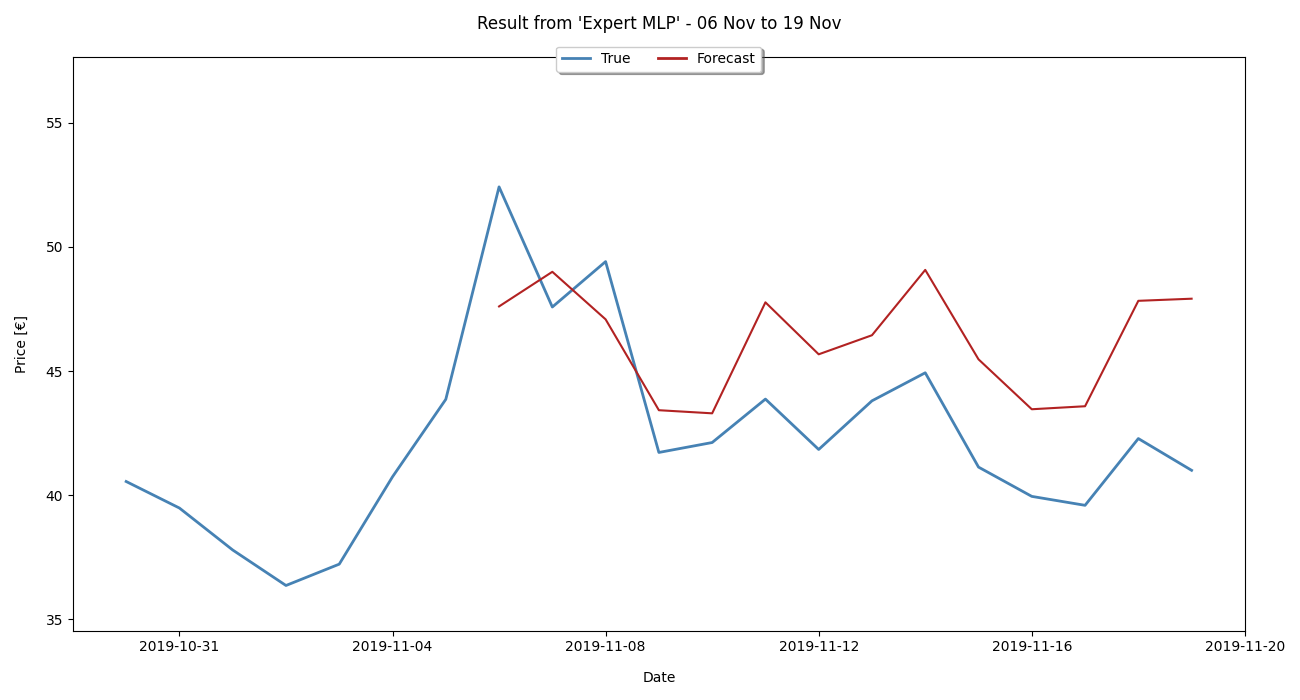 Result from 'Expert MLP' - 06 Nov to 19 Nov
True Forecast
Price [€]
55
50
45
40
35
2019-10-31 2019-11-04 2019-11-08 2019-11-12 2019-11-16 2019-11-20
Date